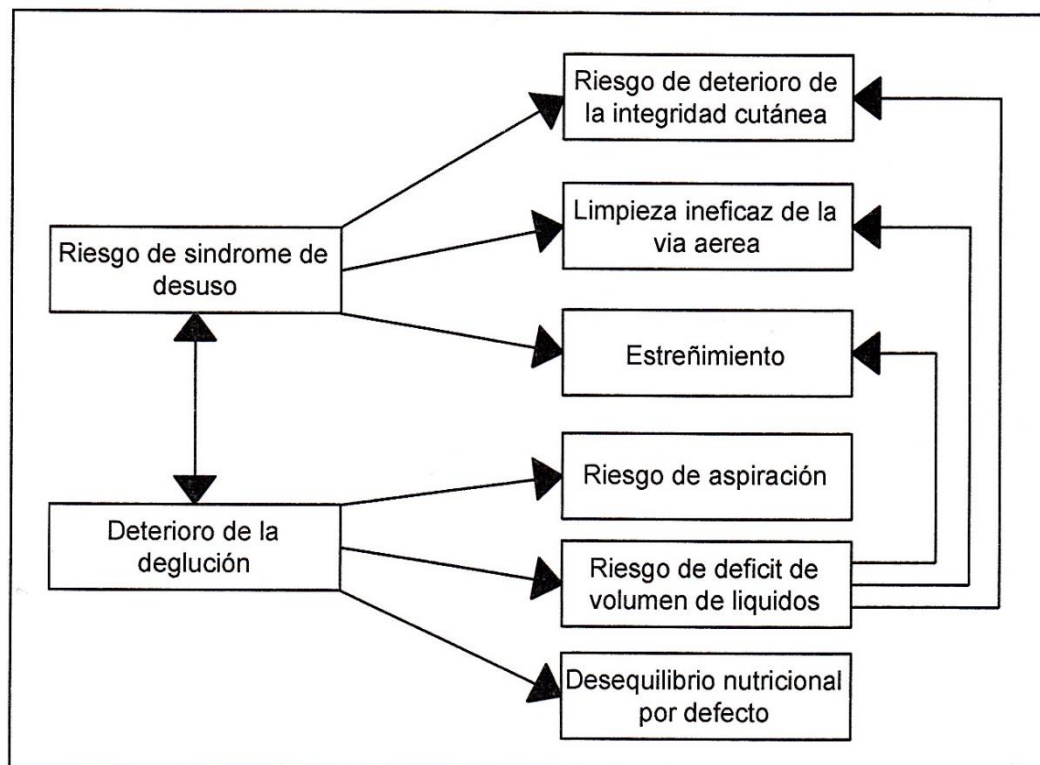 Riesgo de deterioro de
la integridad cutánea
Limpieza ineficaz de la
via aerea
Riesgo de sindrome de
desuso
Estreñimiento
Riesgo de aspiración
Deterioro de la
deglución
Riesgo de deficit de
volumen de liquidos
Desequilibrio nutricional
por defecto